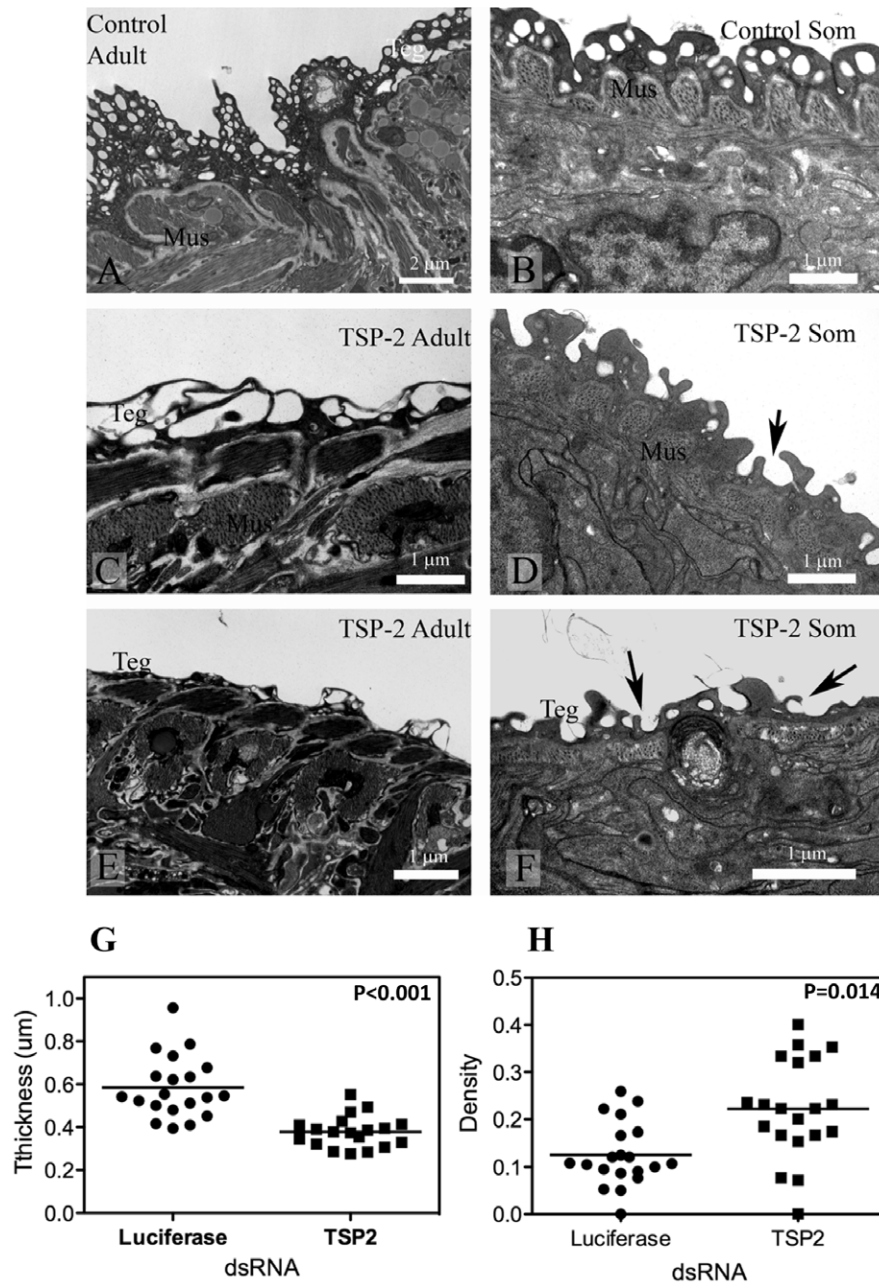 Control
Adult
Teg
Mus
A
2 μm
Control Som
Mus
B
1 μm
TSP-2 Adult
Teg
Mus
C
1 μm
TSP-2 Som
Mus
D
1 μm
TSP-2 Adult
Teg
E
1 μm
TSP-2 Som
Teg
F
1 μm
G
P<0.001
Tthickness (um)
1.0
0.8
0.6
0.4
0.2
0.0
Luciferase TSP2
dsRNA
H
P=0.014
Density
0.5
0.4
0.3
0.2
0.1
0.0
Luciferase TSP2
dsRNA